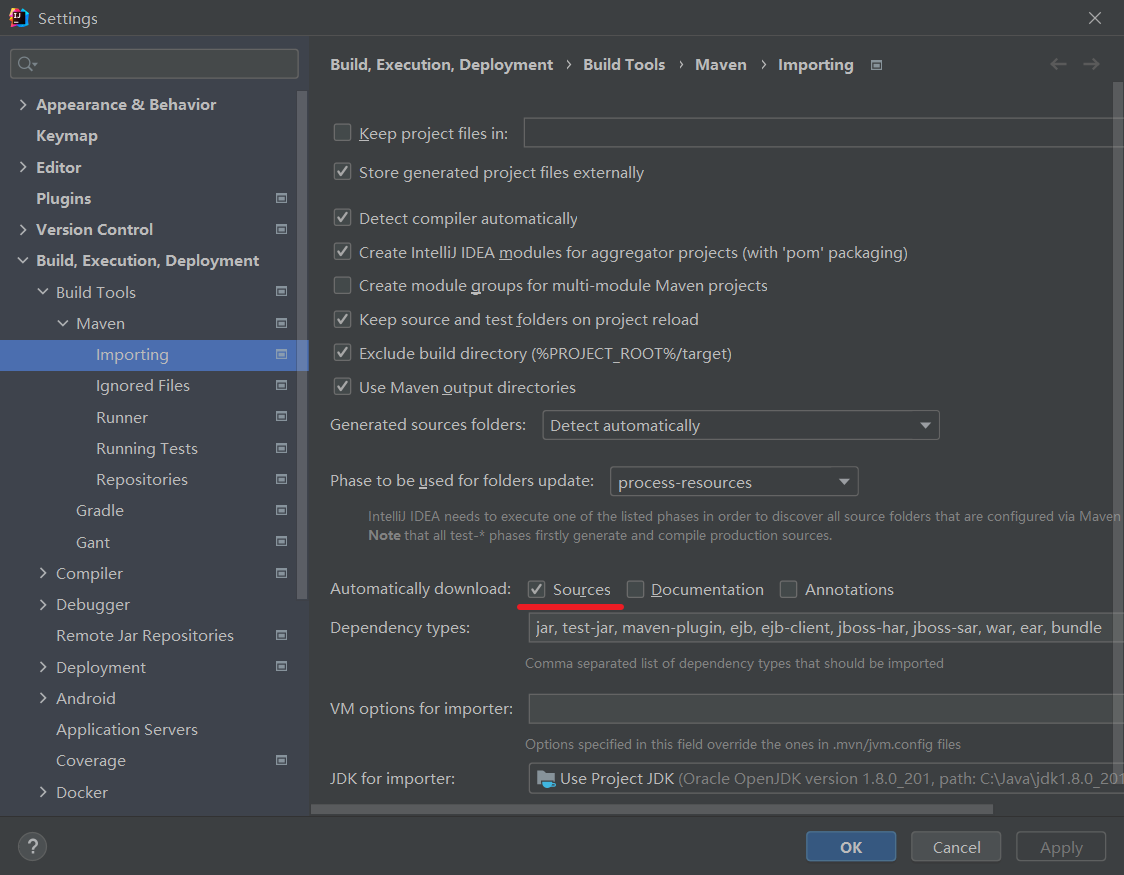 Settings
Build, Execution, Deployment › Build Tools › Maven › Importing
Appearance & Behavior
Keymap
Editor
Plugins
Version Control
Build, Execution, Deployment
Build Tools
Maven
Importing
Ignored Files
Runner
Running Tests
Repositories
Gradle
Gant
Compiler
Debugger
Remote Jar Repositories
Deployment
Android
Application Servers
Coverage
Docker
Keep project files in:
Store generated project files externally
Detect compiler automatically
Create IntelliJ IDEA modules for aggregator projects (with 'pom' packaging)
Create module groups for multi-module Maven projects
Keep source and test folders on project reload
Exclude build directory (%PROJECT_ROOT%/target)
Use Maven output directories
Generated sources folders: Detect automatically
Phase to be used for folders update: process-resources
IntelliJ IDEA needs to execute one of the listed phases in order to discover all source folders that are configured via Maven
Note that all test-* phases firstly generate and compile production sources.
Automatically download: Sources Documentation Annotations
Dependency types: jar, test-jar, maven-plugin, ejb, ejb-client, jboss-har, jboss-sar, war, ear, bundle
Comma separated list of dependency types that should be imported
VM options for importer:
Options specified in this field override the ones in .mvn/jvm.config files
JDK for importer: Use Project JDK (Oracle OpenJDK version 1.8.0_201, path: C:\Java\jdk1.8.0_201
? OK Cancel Apply